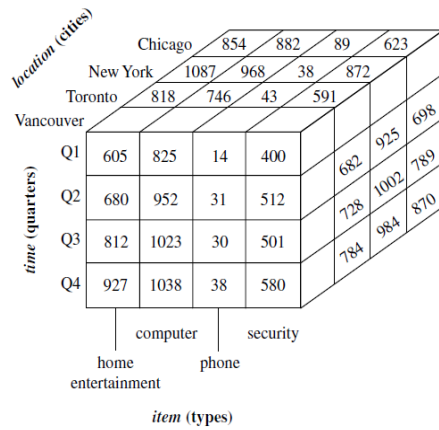 location (cities)
Chicago 854 882 89 623
New York 1087 968 38 872
Toronto 818 746 43 591
Vancouver
time (quarters)
Q1 605 825 14 400 682 925 698
Q2 680 952 31 512 728 1002 789
Q3 812 1023 30 501 784 984 870
Q4 927 1038 38 580
computer security
home phone
entertainment
item (types)